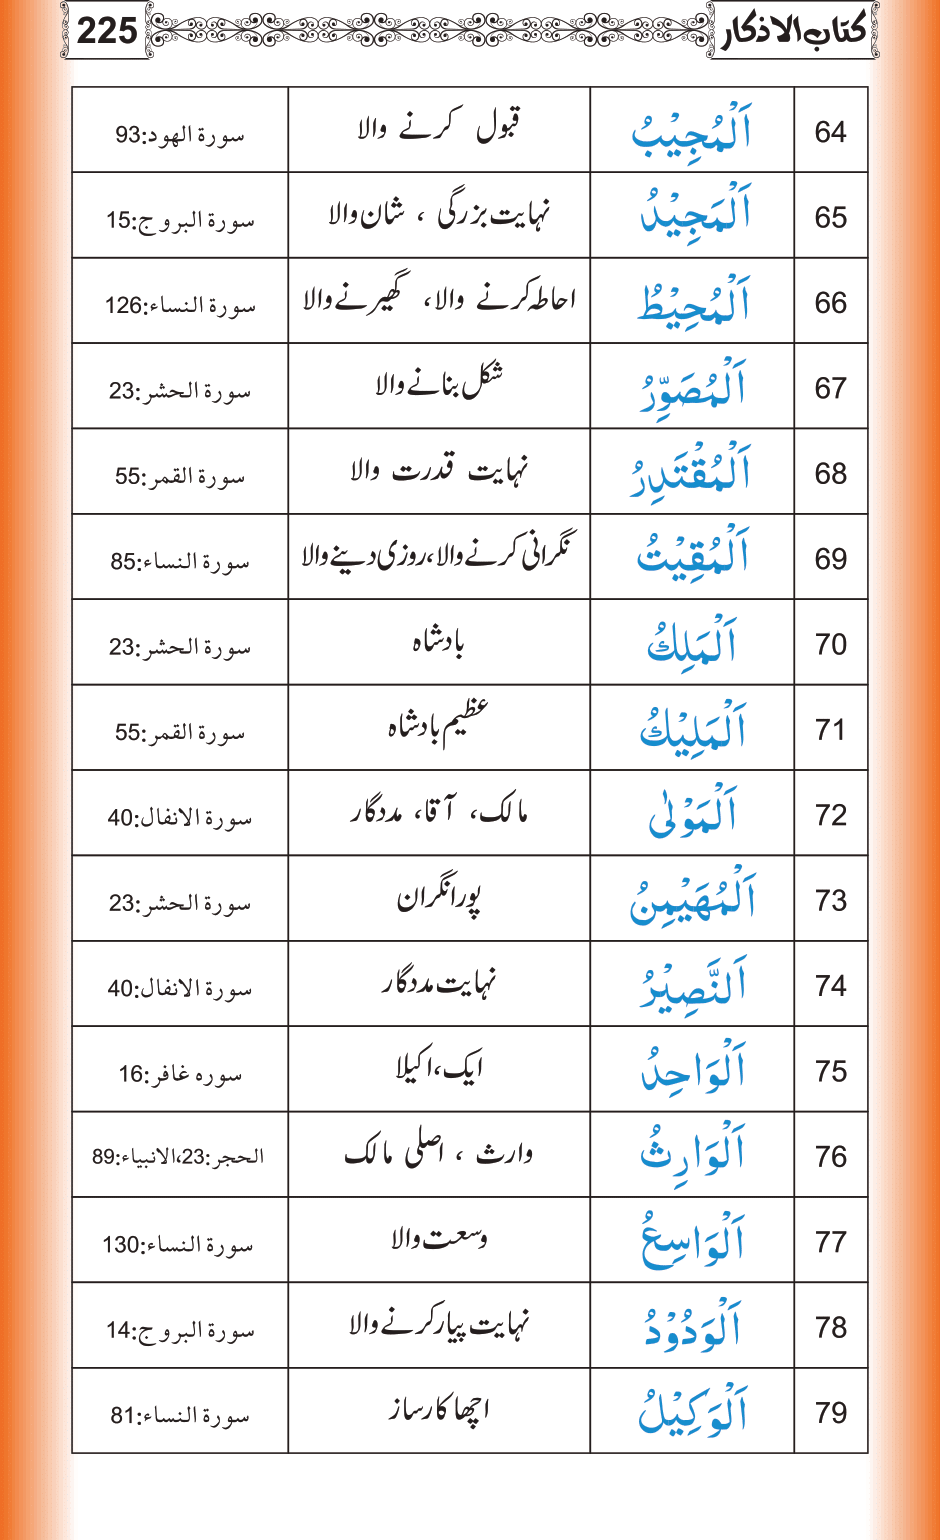 کتاب الاذکار 225
64 اَلْمُجِيْبُ قبول کرنے والا سورۃ الھود:93
65 اَلْمَجِيْدُ نہایت بزرگی ، شان والا سورۃ البروج:15
66 اَلْمُحِيْطُ احاطہ کرنے والا، گھیرنے والا سورۃ النساء:126
67 اَلْمُصَوِّرُ شکل بنانے والا سورۃ الحشر:23
68 اَلْمُقْتَدِرُ نہایت قدرت والا سورۃ القمر:55
69 اَلْمُقِيْتُ نگرانی کرنے والا،روزی دینے والا سورۃ النساء:85
70 اَلْمَلِكُ بادشاہ سورۃ الحشر:23
71 اَلْمَلِيْكُ عظیم بادشاہ سورۃ القمر:55
72 اَلْمَوْلٰى مالک، آقا، مددگار سورۃ الانفال:40
73 اَلْمُهَيْمِنُ پورانگران سورۃ الحشر:23
74 اَلنَّصِيْرُ نہایت مددگار سورۃ الانفال:40
75 اَلْوَاحِدُ ایک،اکیلا سورہ غافر:16
76 اَلْوَارِثُ وارث ، اصلی مالک الحجر:23،الانبیاء:89
77 اَلْوَاسِعُ وسعت والا سورۃ النساء:130
78 اَلْوَدُوْدُ نہایت پیار کرنے والا سورۃ البروج:14
79 اَلْوَكِيْلُ اچھا کارساز سورۃ النساء:81